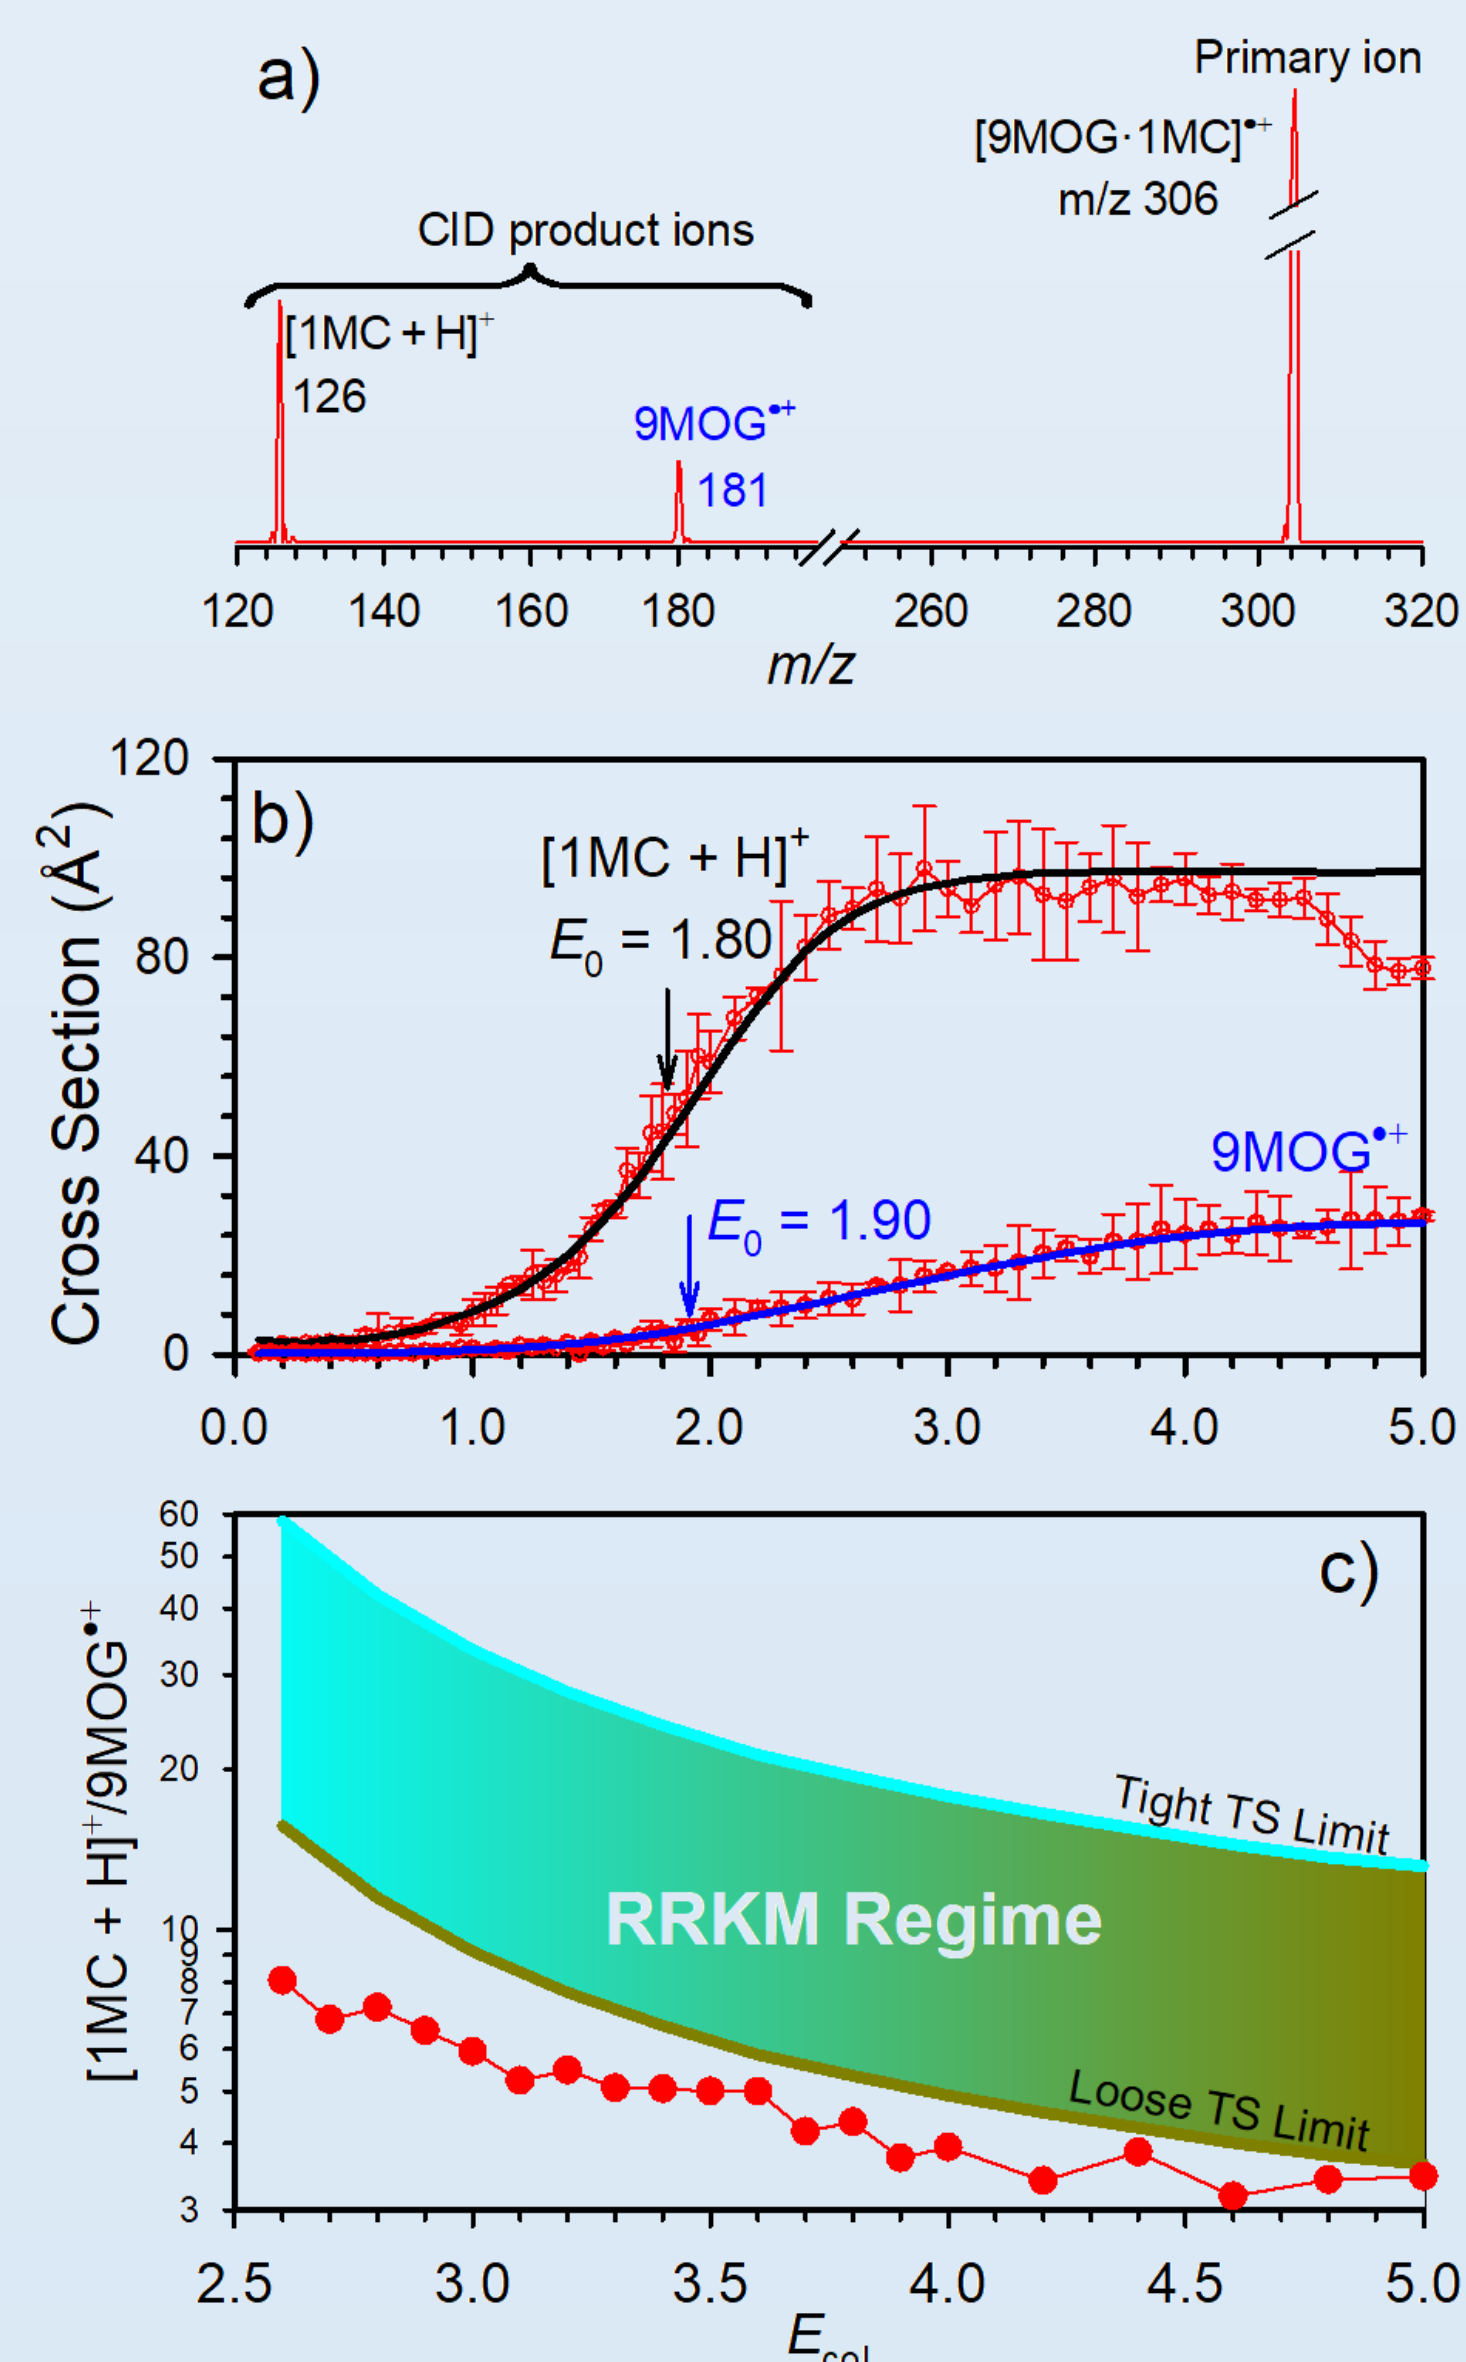 a)
Primary ion
[9MOG·1MC]•+
m/z 306
CID product ions
[1MC + H]+
126
9MOG•+
181
120 140 160 180 260 280 300 320
m/z
b)
Cross Section (Å2)
120
80
40
0
[1MC + H]+
E0 = 1.80
9MOG•+
E0 = 1.90
0.0 1.0 2.0 3.0 4.0 5.0
c)
[1MC + H]+/9MOG•+
60
50
40
30
20
10
9
8
7
6
5
4
3
Tight TS Limit
RRKM Regime
Loose TS Limit
2.5 3.0 3.5 4.0 4.5 5.0
Ecol